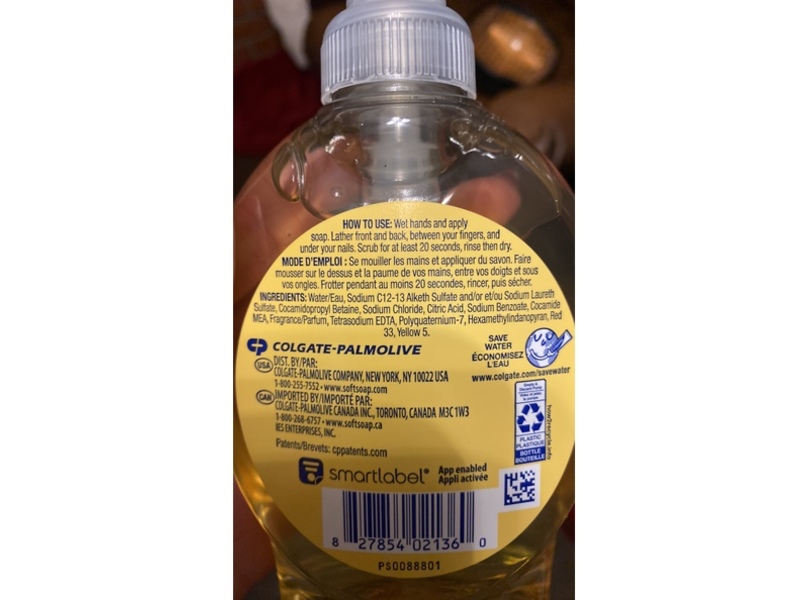 HOW TO USE: Wet hands and apply
soap. Lather front and back, between your fingers, and
under your nails. Scrub for at least 20 seconds, rinse then dry.
MODE D'EMPLOI : Se mouiller les mains et appliquer du savon. Faire
mousser sur le dessus et la paume de vos mains, entre vos doigts et sous
vos ongles. Frotter pendant au moins 20 secondes, rincer, puis sécher.
INGREDIENTS: Water/Eau, Sodium C12-13 Alketh Sulfate and/or et/ou Sodium Laureth
Sulfate, Cocamidopropyl Betaine, Sodium Chloride, Citric Acid, Sodium Benzoate, Cocamide
MEA, Fragrance/Parfum, Tetrasodium EDTA, Polyquaternium-7, Hexamethylindanopyran, Red
33, Yellow 5.
COLGATE-PALMOLIVE
USA DIST. BY/PAR:
COLGATE-PALMOLIVE COMPANY, NEW YORK, NY 10022 USA
1-800-255-7552 • www.softsoap.com
CAN IMPORTED BY/IMPORTÉ PAR:
COLGATE-PALMOLIVE CANADA INC., TORONTO, CANADA M3C 1W3
1-800-268-6757 • www.softsoap.ca
IES ENTERPRISES, INC.
Patents/Brevets: cppatents.com
SAVE
WATER
ÉCONOMISEZ
L'EAU
www.colgate.com/savewater
PLASTIC
PLASTIQUE
BOTTLE
BOUTEILLE
how2recycle.info
smartlabel® App enabled
Appli activée
8 27854 02136 0
PS0088801